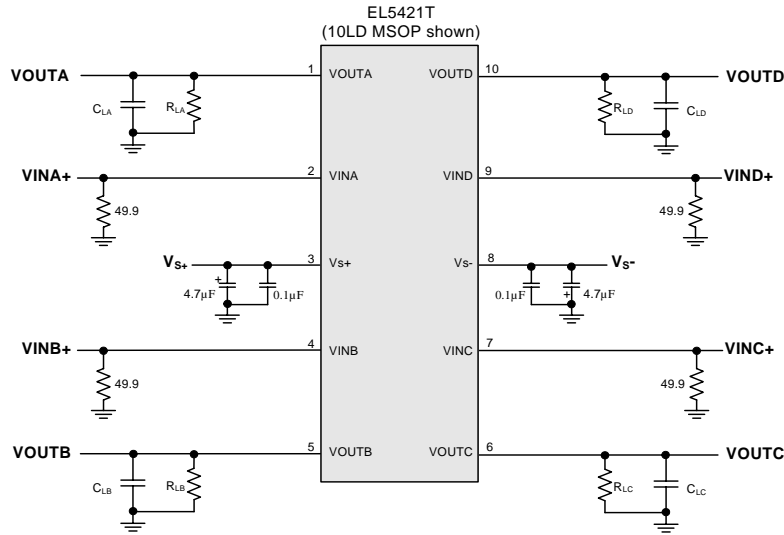 EL5421T
(10LD MSOP shown)
VOUTA 1 VOUTA VOUTD 10 VOUTD
CLA RLA RLD CLD
VINA+ 2 VINA VIND 9 VIND+
49.9 49.9
VS+ 3 Vs+ Vs- 8 VS-
+ 4.7µF 0.1µF 0.1µF + 4.7µF
VINB+ 4 VINB VINC 7 VINC+
49.9 49.9
VOUTB 5 VOUTB VOUTC 6 VOUTC
CLB RLB RLC CLC